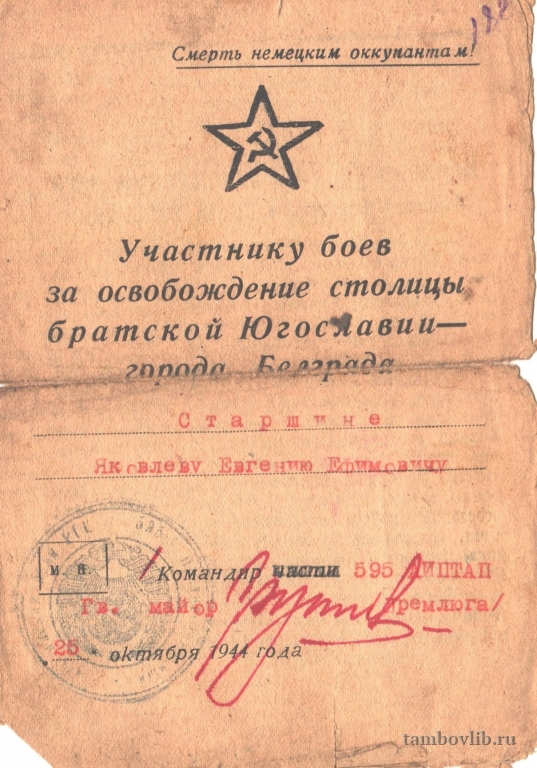 188
Смерть немецким оккупантам!
Участнику боев
за освобождение столицы
братской Югославии—
города Белграда
Старшине
Яковлеву Евгению Ефимовичу
М. П.
/Командир части 595
Гв. майор Кремлюга/
25 октября 1944 года
tambovlib.ru